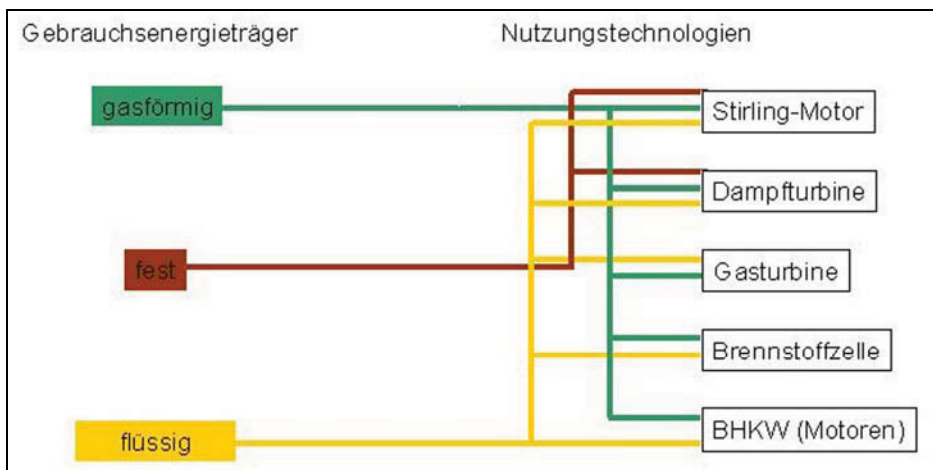 Gebrauchsenergieträger
Nutzungstechnologien
gasförmig
Stirling-Motor
Dampfturbine
fest
Gasturbine
Brennstoffzelle
flüssig
BHKW (Motoren)